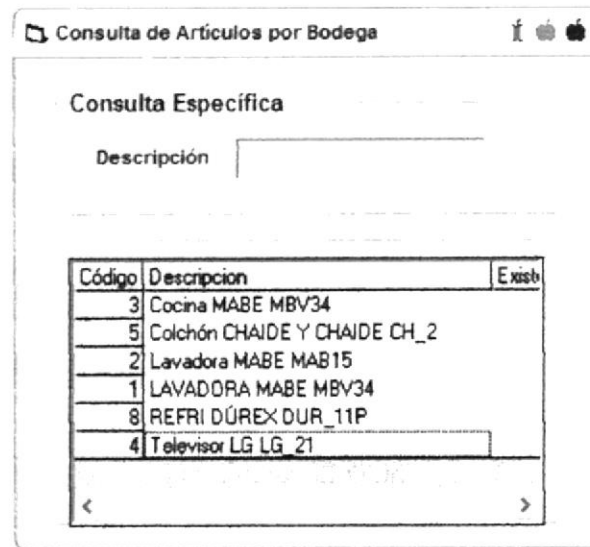 Consulta de Artículos por Bodega
Consulta Específica
Descripción
Código Descripcion Existe
3 Cocina MABE MBV34
5 Colchón CHAIDE Y CHAIDE CH_2
2 Lavadora MABE MAB15
1 LAVADORA MABE MBV34
8 REFRI DÚREX DUR_11P
4 Televisor LG LG_21